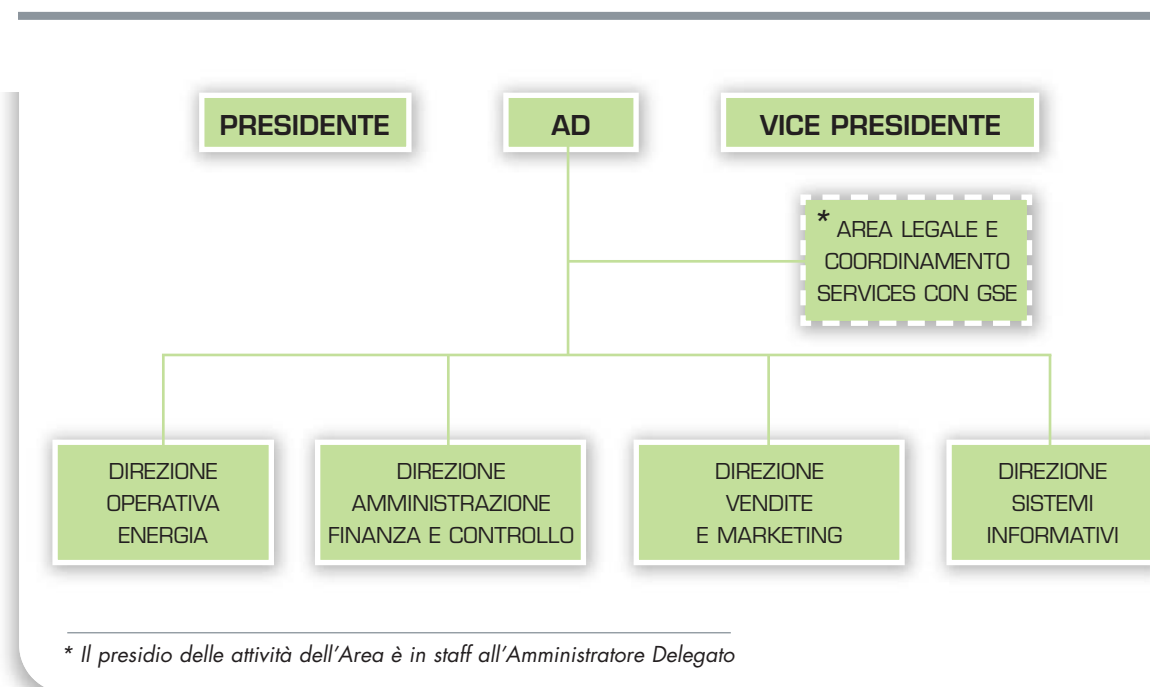 PRESIDENTE
AD
VICE PRESIDENTE
* AREA LEGALE E
COORDINAMENTO
SERVICES CON GSE
DIREZIONE
OPERATIVA
ENERGIA
DIREZIONE
AMMINISTRAZIONE
FINANZA E CONTROLLO
DIREZIONE
VENDITE
E MARKETING
DIREZIONE
SISTEMI
INFORMATIVI
* Il presidio delle attività dell'Area è in staff all'Amministratore Delegato